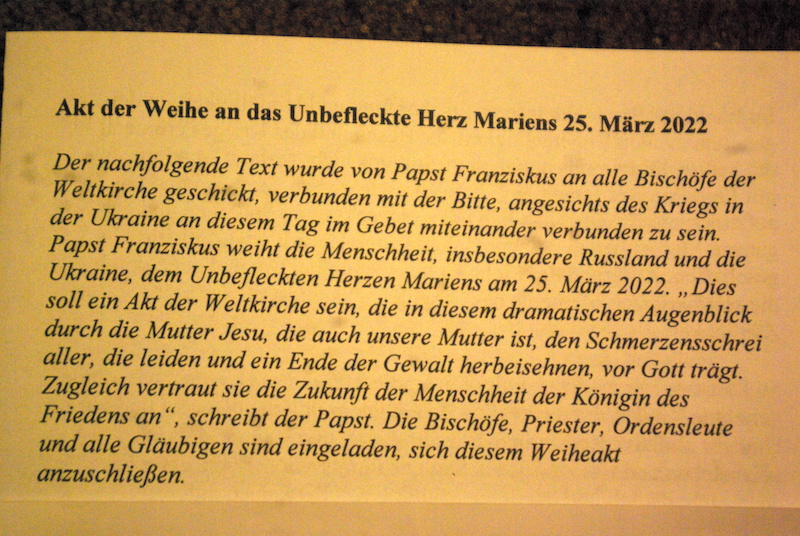 Akt der Weihe an das Unbefleckte Herz Mariens 25. März 2022
Der nachfolgende Text wurde von Papst Franziskus an alle Bischöfe der
Weltkirche geschickt, verbunden mit der Bitte, angesichts des Kriegs in
der Ukraine an diesem Tag im Gebet miteinander verbunden zu sein.
Papst Franziskus weiht die Menschheit, insbesondere Russland und die
Ukraine, dem Unbefleckten Herzen Mariens am 25. März 2022. „Dies
soll ein Akt der Weltkirche sein, die in diesem dramatischen Augenblick
durch die Mutter Jesu, die auch unsere Mutter ist, den Schmerzensschrei
aller, die leiden und ein Ende der Gewalt herbeisehnen, vor Gott trägt.
Zugleich vertraut sie die Zukunft der Menschheit der Königin des
Friedens an“, schreibt der Papst. Die Bischöfe, Priester, Ordensleute
und alle Gläubigen sind eingeladen, sich diesem Weiheakt
anzuschließen.